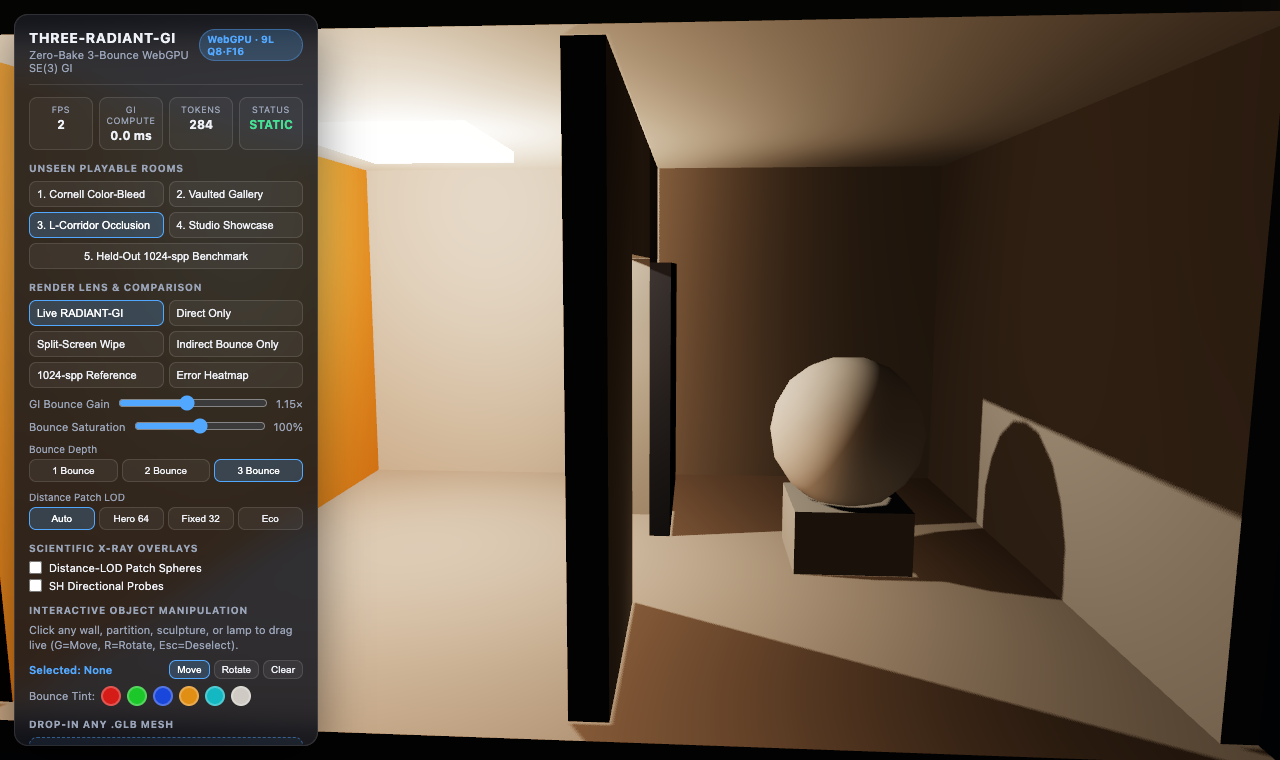 THREE-RADIANT-GI
Zero-Bake 3-Bounce WebGPU
SE(3) GI
WebGPU · 9L
Q8·F16
FPS
2
GI
COMPUTE
0.0 ms
TOKENS
284
STATUS
STATIC
UNSEEN PLAYABLE ROOMS
1. Cornell Color-Bleed
2. Vaulted Gallery
3. L-Corridor Occlusion
4. Studio Showcase
5. Held-Out 1024-spp Benchmark
RENDER LENS & COMPARISON
Live RADIANT-GI
Direct Only
Split-Screen Wipe
Indirect Bounce Only
1024-spp Reference
Error Heatmap
GI Bounce Gain 1.15×
Bounce Saturation 100%
Bounce Depth
1 Bounce
2 Bounce
3 Bounce
Distance Patch LOD
Auto
Hero 64
Fixed 32
Eco
SCIENTIFIC X-RAY OVERLAYS
Distance-LOD Patch Spheres
SH Directional Probes
INTERACTIVE OBJECT MANIPULATION
Click any wall, partition, sculpture, or lamp to drag
live (G=Move, R=Rotate, Esc=Deselect).
Selected: None
Move
Rotate
Clear
Bounce Tint:
DROP-IN ANY .GLB MESH